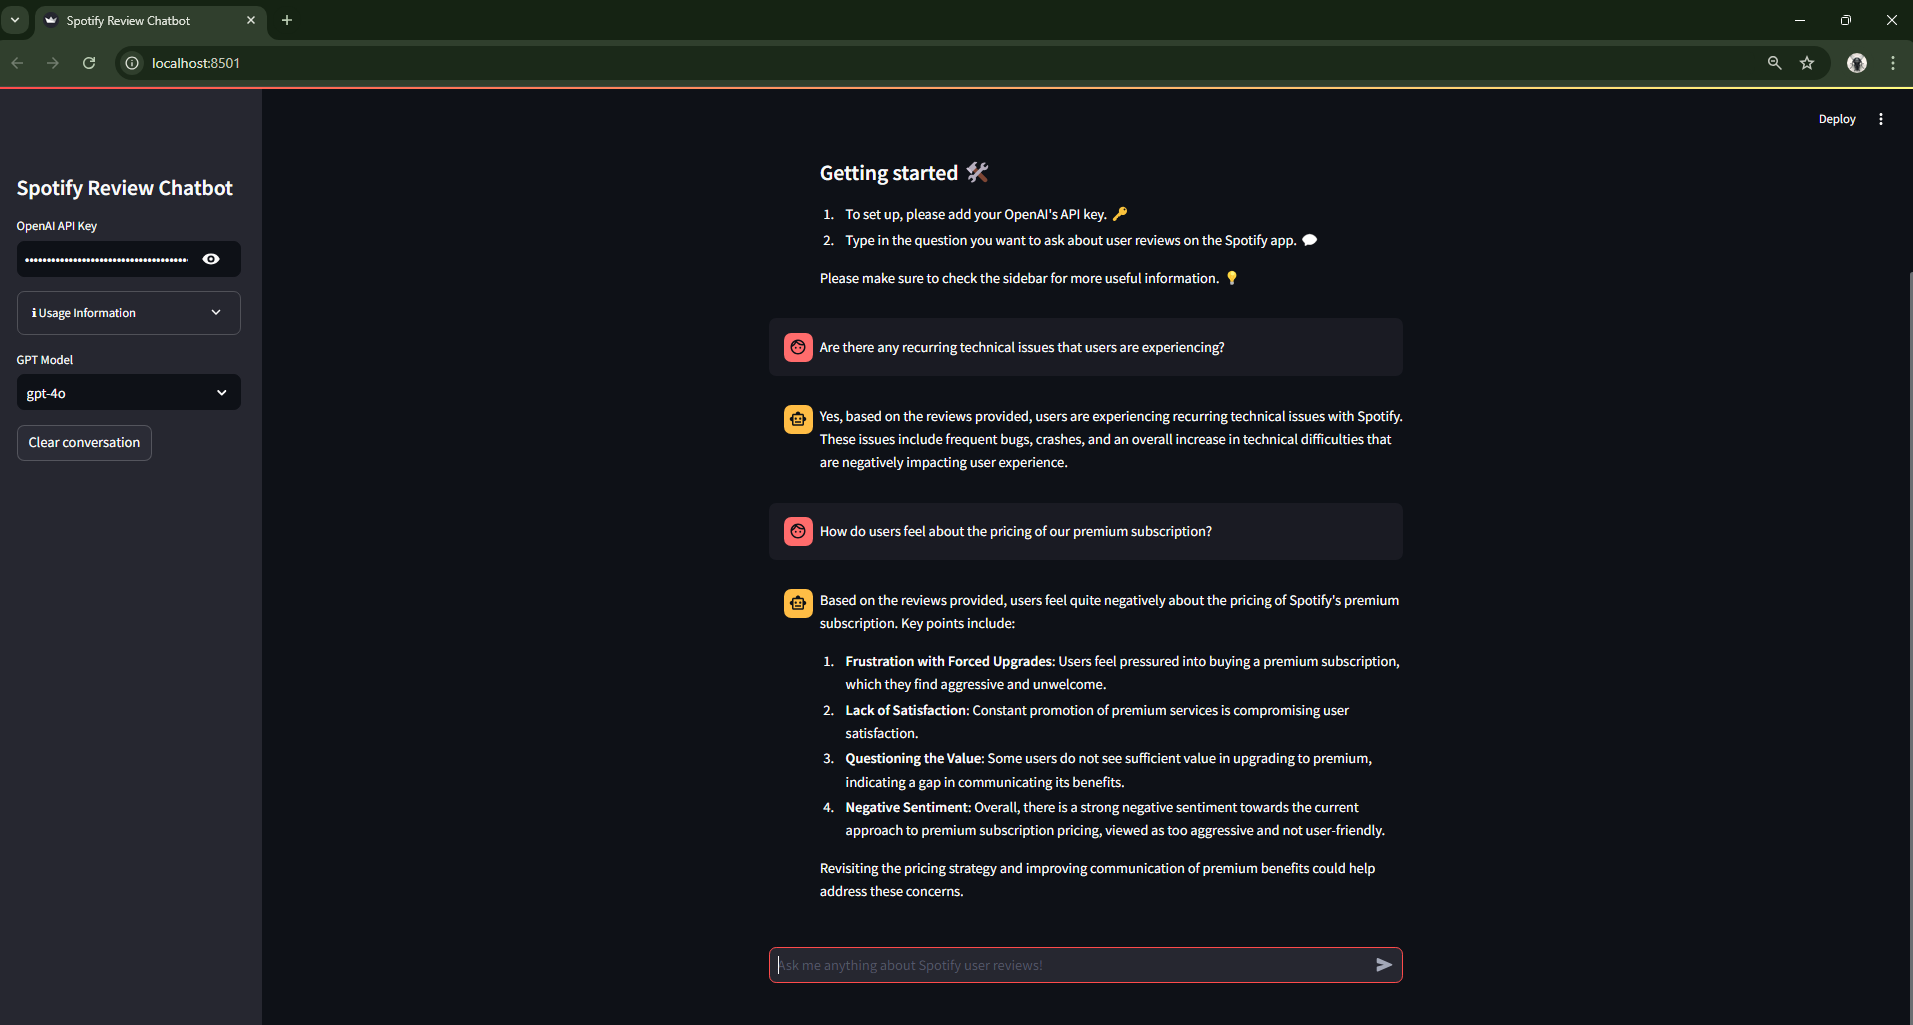 Spotify Review Chatbot
localhost:8501
Deploy
Spotify Review Chatbot
OpenAI API Key
••••••••••••••••••••••••••••••••••••••
ℹ Usage Information
GPT Model
gpt-4o
Clear conversation
Getting started 🛠️
1. To set up, please add your OpenAI's API key. 🔑
2. Type in the question you want to ask about user reviews on the Spotify app. 💬
Please make sure to check the sidebar for more useful information. 💡
Are there any recurring technical issues that users are experiencing?
Yes, based on the reviews provided, users are experiencing recurring technical issues with Spotify.
These issues include frequent bugs, crashes, and an overall increase in technical difficulties that
are negatively impacting user experience.
How do users feel about the pricing of our premium subscription?
Based on the reviews provided, users feel quite negatively about the pricing of Spotify's premium
subscription. Key points include:
1. Frustration with Forced Upgrades: Users feel pressured into buying a premium subscription,
which they find aggressive and unwelcome.
2. Lack of Satisfaction: Constant promotion of premium services is compromising user
satisfaction.
3. Questioning the Value: Some users do not see sufficient value in upgrading to premium,
indicating a gap in communicating its benefits.
4. Negative Sentiment: Overall, there is a strong negative sentiment towards the current
approach to premium subscription pricing, viewed as too aggressive and not user-friendly.
Revisiting the pricing strategy and improving communication of premium benefits could help
address these concerns.
Ask me anything about Spotify user reviews!